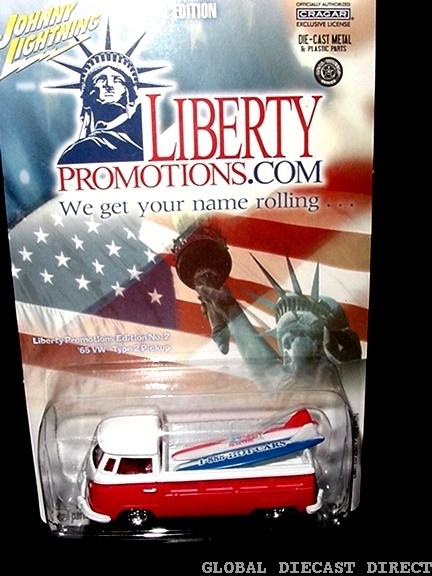 JOHNNY
LIGHTNING
EDITION
OFFICIALLY AUTHORIZED
CRAGAR
EXCLUSIVE LICENSE
DIE-CAST METAL
& PLASTIC PARTS
LIBERTY
PROMOTIONS.COM
We get your name rolling . . .
Liberty Promotions Edition No. 2
'65 VW - Type 2 Pickup
GLOBAL DIECAST DIRECT